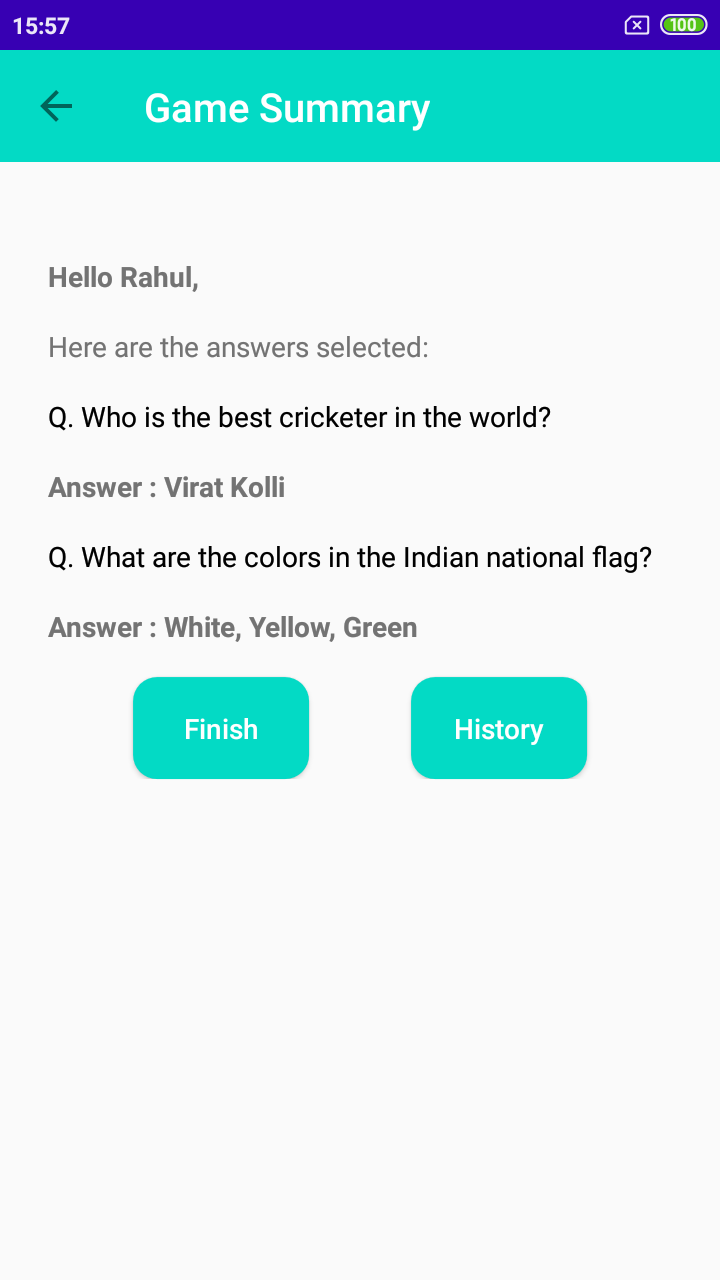 15:57
100
Game Summary
Hello Rahul,
Here are the answers selected:
Q. Who is the best cricketer in the world?
Answer : Virat Kolli
Q. What are the colors in the Indian national flag?
Answer : White, Yellow, Green
Finish
History